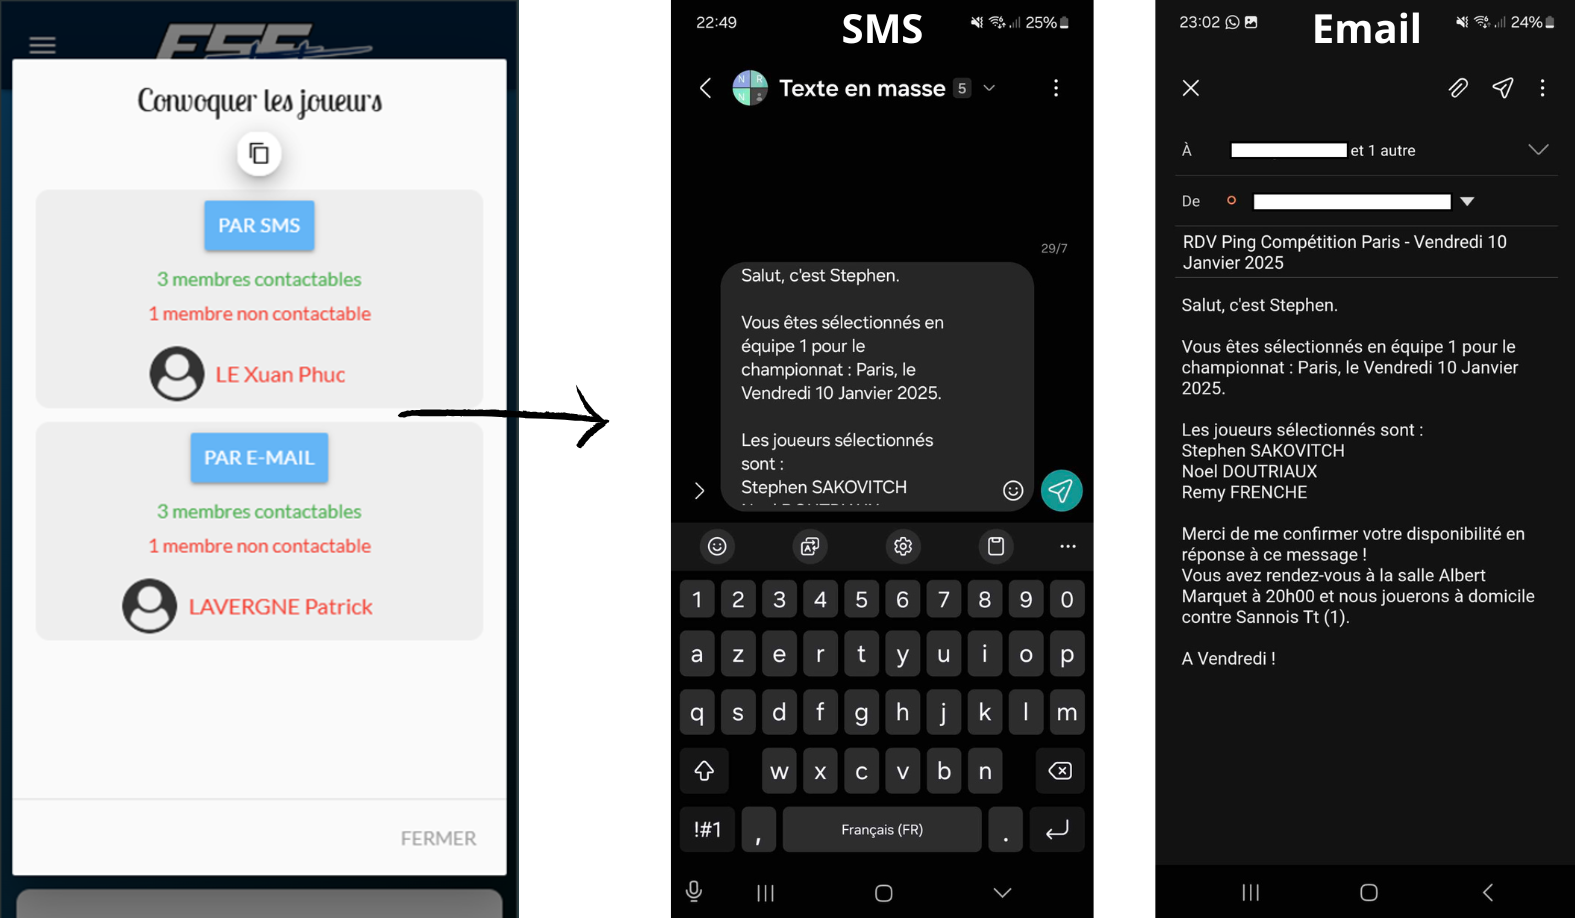 Convoquer les joueurs
PAR SMS
3 membres contactables
1 membre non contactable
LE Xuan Phuc
PAR E-MAIL
3 membres contactables
1 membre non contactable
LAVERGNE Patrick
FERMER
22:49
SMS
25%
Texte en masse 5
29/7
Salut, c'est Stephen.
Vous êtes sélectionnés en
équipe 1 pour le
championnat : Paris, le
Vendredi 10 Janvier 2025.
Les joueurs sélectionnés
sont :
Stephen SAKOVITCH
1 2 3 4 5 6 7 8 9 0
a z e r t y u i o p
q s d f g h j k l m
w x c v b n
!#1 , Français (FR) .
23:02
Email
24%
À et 1 autre
De
RDV Ping Compétition Paris - Vendredi 10
Janvier 2025
Salut, c'est Stephen.
Vous êtes sélectionnés en équipe 1 pour le
championnat : Paris, le Vendredi 10 Janvier
2025.
Les joueurs sélectionnés sont :
Stephen SAKOVITCH
Noel DOUTRIAUX
Remy FRENCHE
Merci de me confirmer votre disponibilité en
réponse à ce message !
Vous avez rendez-vous à la salle Albert
Marquet à 20h00 et nous jouerons à domicile
contre Sannois Tt (1).
A Vendredi !